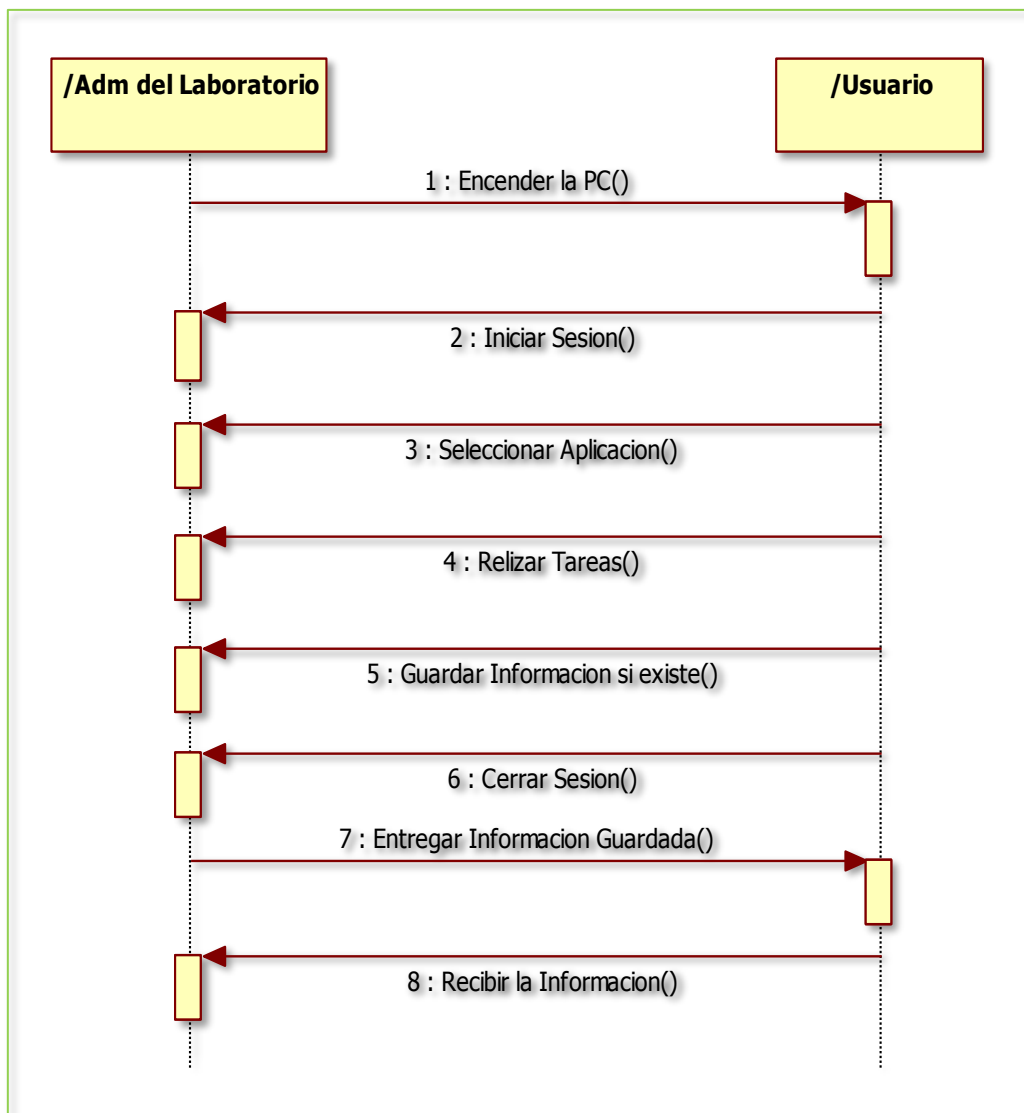 /Adm del Laboratorio
/Usuario
1 : Encender la PC()
2 : Iniciar Sesion()
3 : Seleccionar Aplicacion()
4 : Relizar Tareas()
5 : Guardar Informacion si existe()
6 : Cerrar Sesion()
7 : Entregar Informacion Guardada()
8 : Recibir la Informacion()